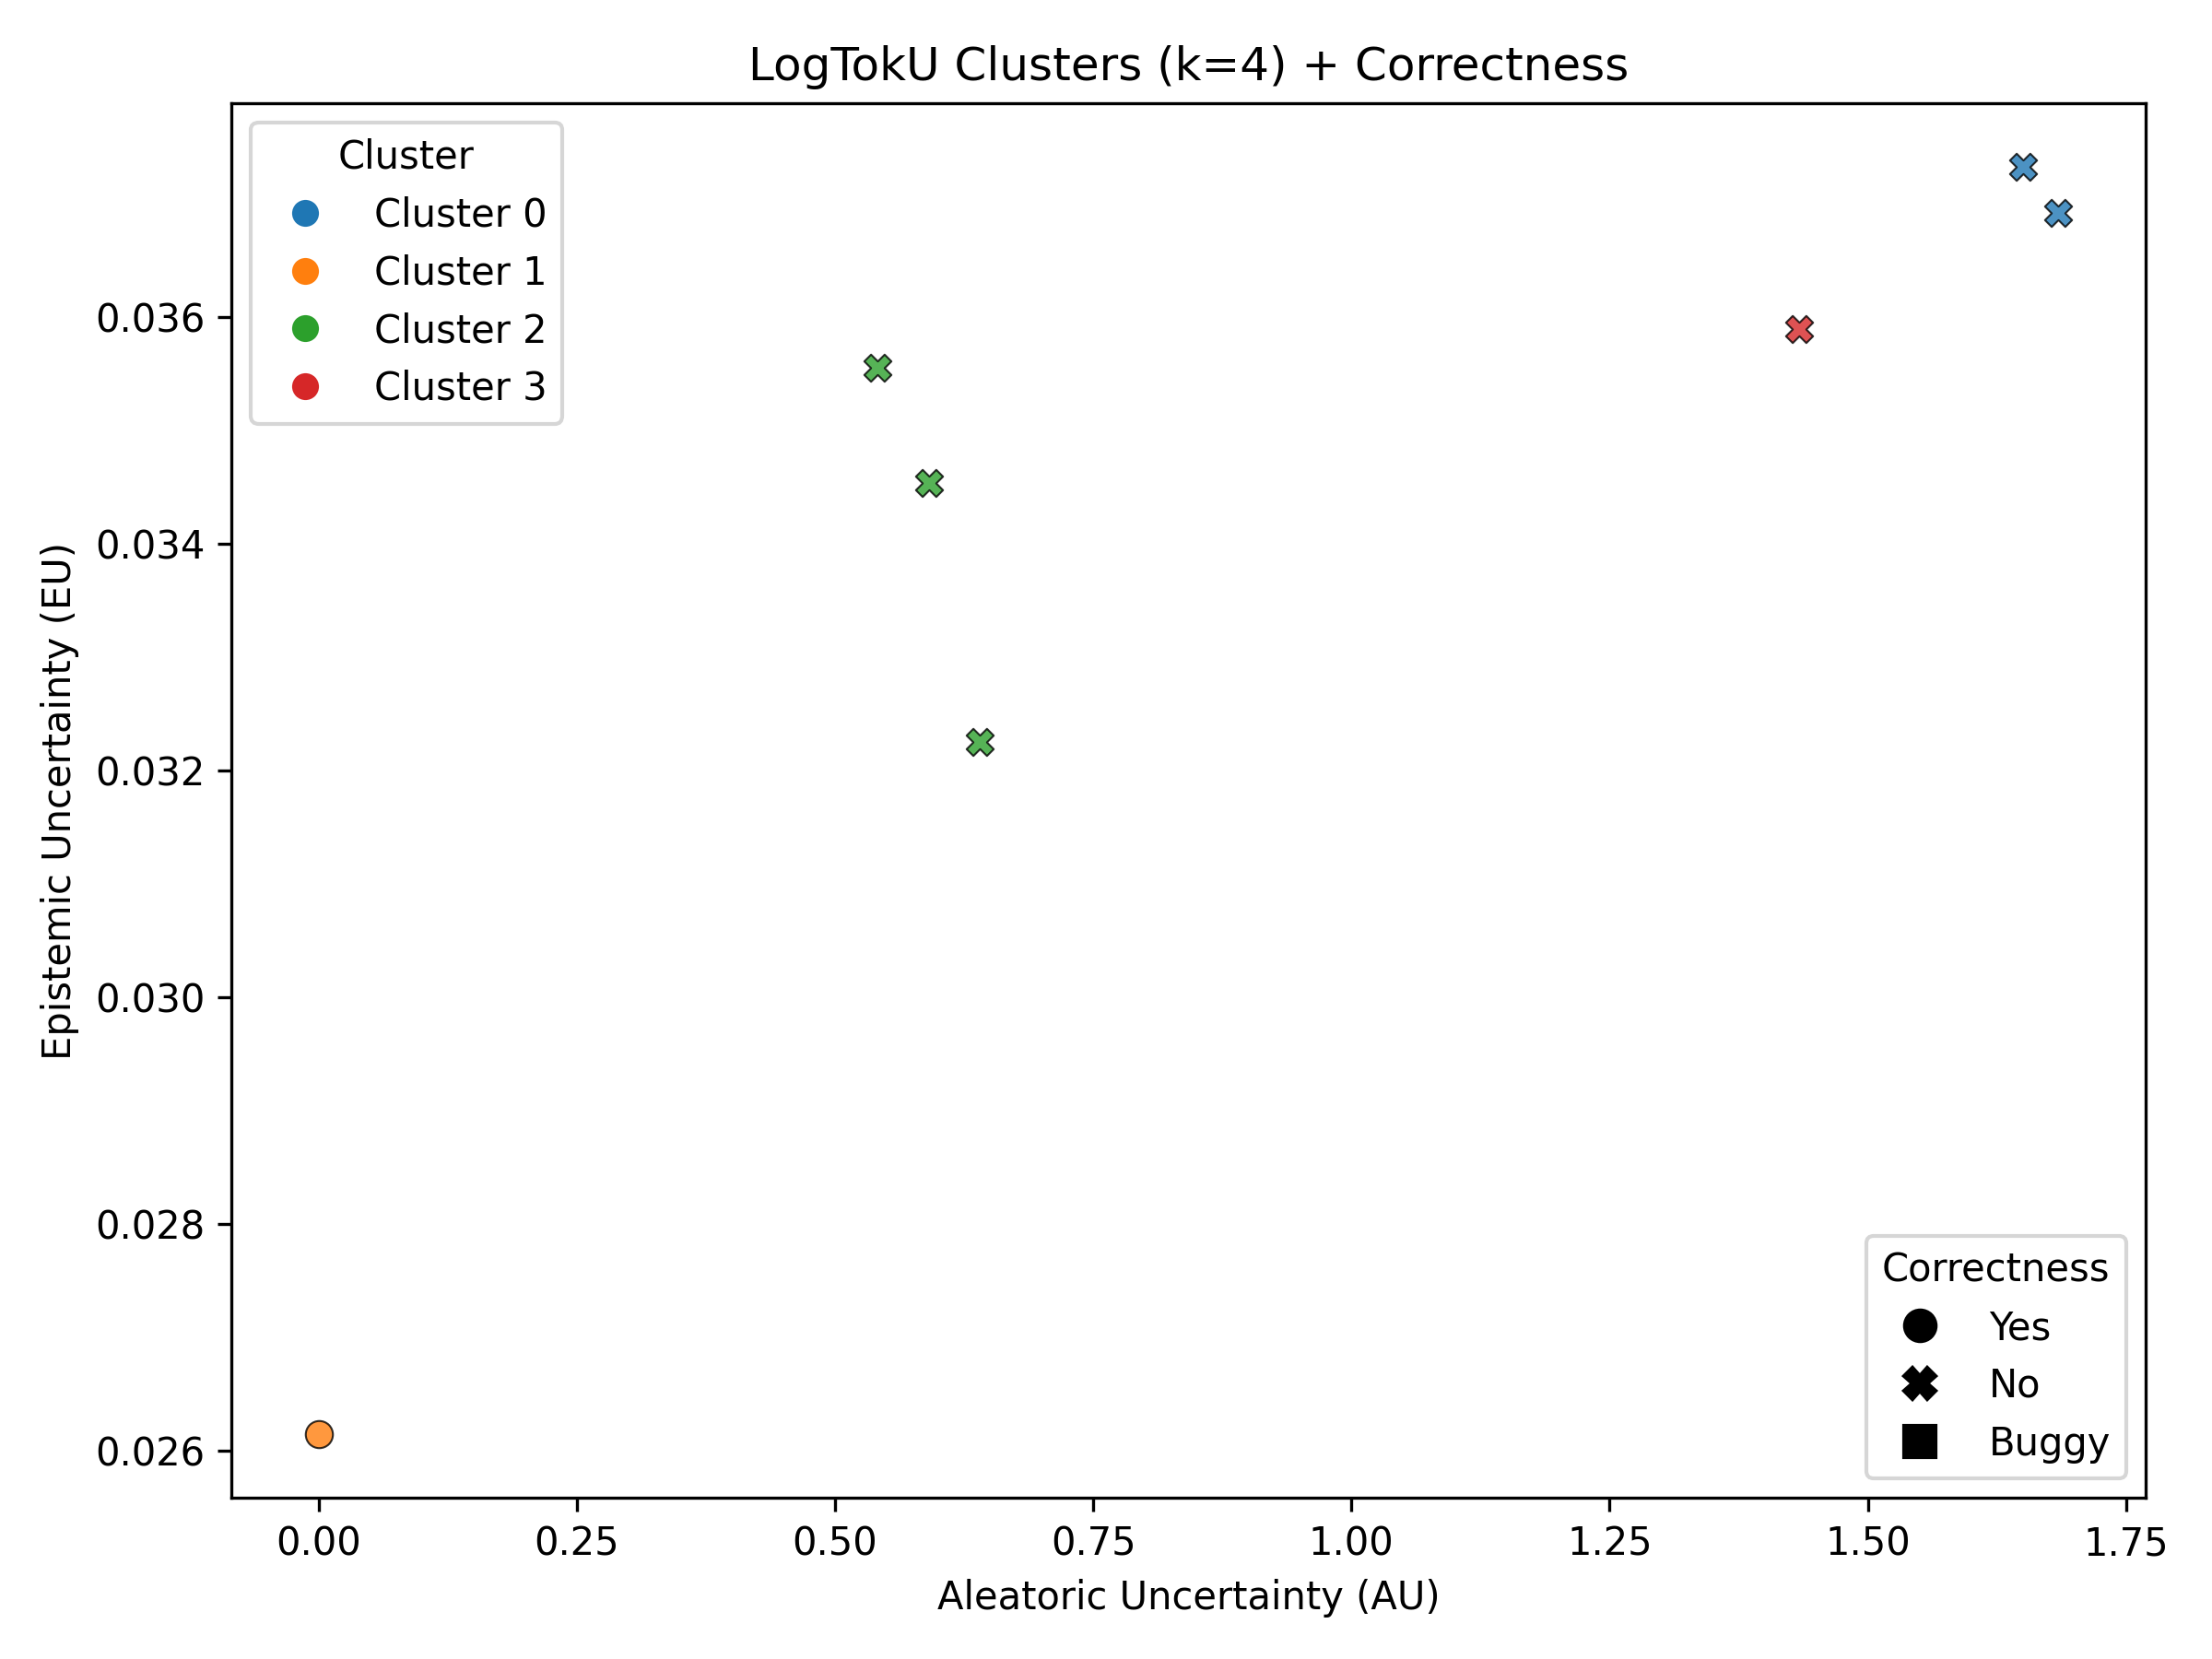 LogTokU Clusters (k=4) + Correctness
Cluster
Cluster 0
Cluster 1
Cluster 2
Cluster 3
0.036
0.034
0.032
0.030
0.028
0.026
Epistemic Uncertainty (EU)
Correctness
Yes
No
Buggy
0.00 0.25 0.50 0.75 1.00 1.25 1.50 1.75
Aleatoric Uncertainty (AU)